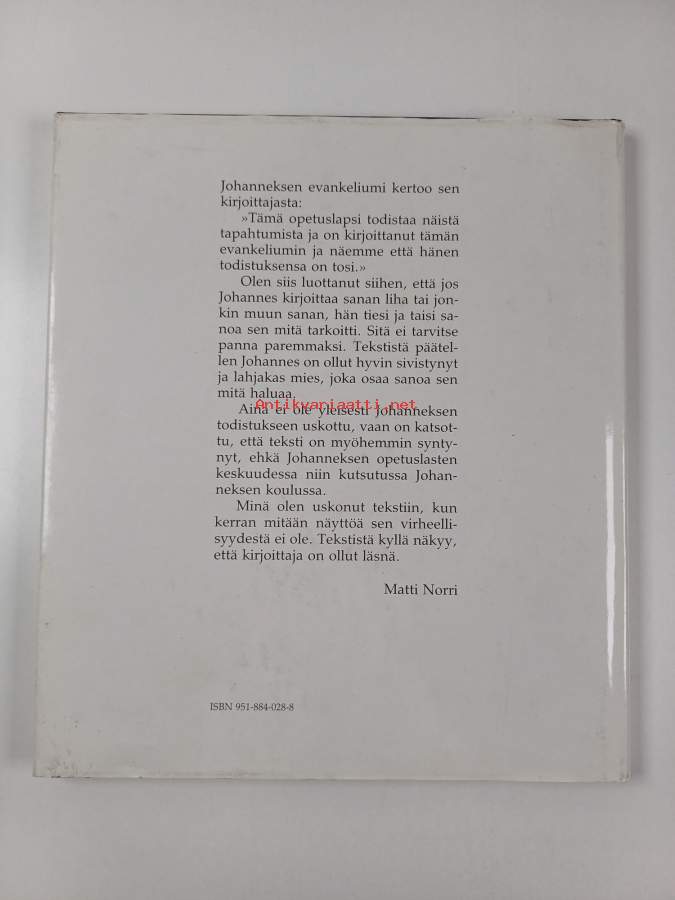 Johanneksen evankeliumi kertoo sen
kirjoittajasta:
»Tämä opetuslapsi todistaa näistä
tapahtumista ja on kirjoittanut tämän
evankeliumin ja näemme että hänen
todistuksensa on tosi.»
Olen siis luottanut siihen, että jos
Johannes kirjoittaa sanan liha tai jon-
kin muun sanan, hän tiesi ja taisi sa-
noa sen mitä tarkoitti. Sitä ei tarvitse
panna paremmaksi. Tekstistä päätel-
len Johannes on ollut hyvin sivistynyt
ja lahjakas mies, joka osaa sanoa sen
mitä haluaa.
Antikvariaatti.net
Aina ei ole yleisesti Johanneksen
todistukseen uskottu, vaan on katsot-
tu, että teksti on myöhemmin synty-
nyt, ehkä Johanneksen opetuslasten
keskuudessa niin kutsutussa Johan-
neksen koulussa.
Minä olen uskonut tekstiin, kun
kerran mitään näyttöä sen virheelli-
syydestä ei ole. Tekstistä kyllä näkyy,
että kirjoittaja on ollut läsnä.
Matti Norri
ISBN 951-884-028-8